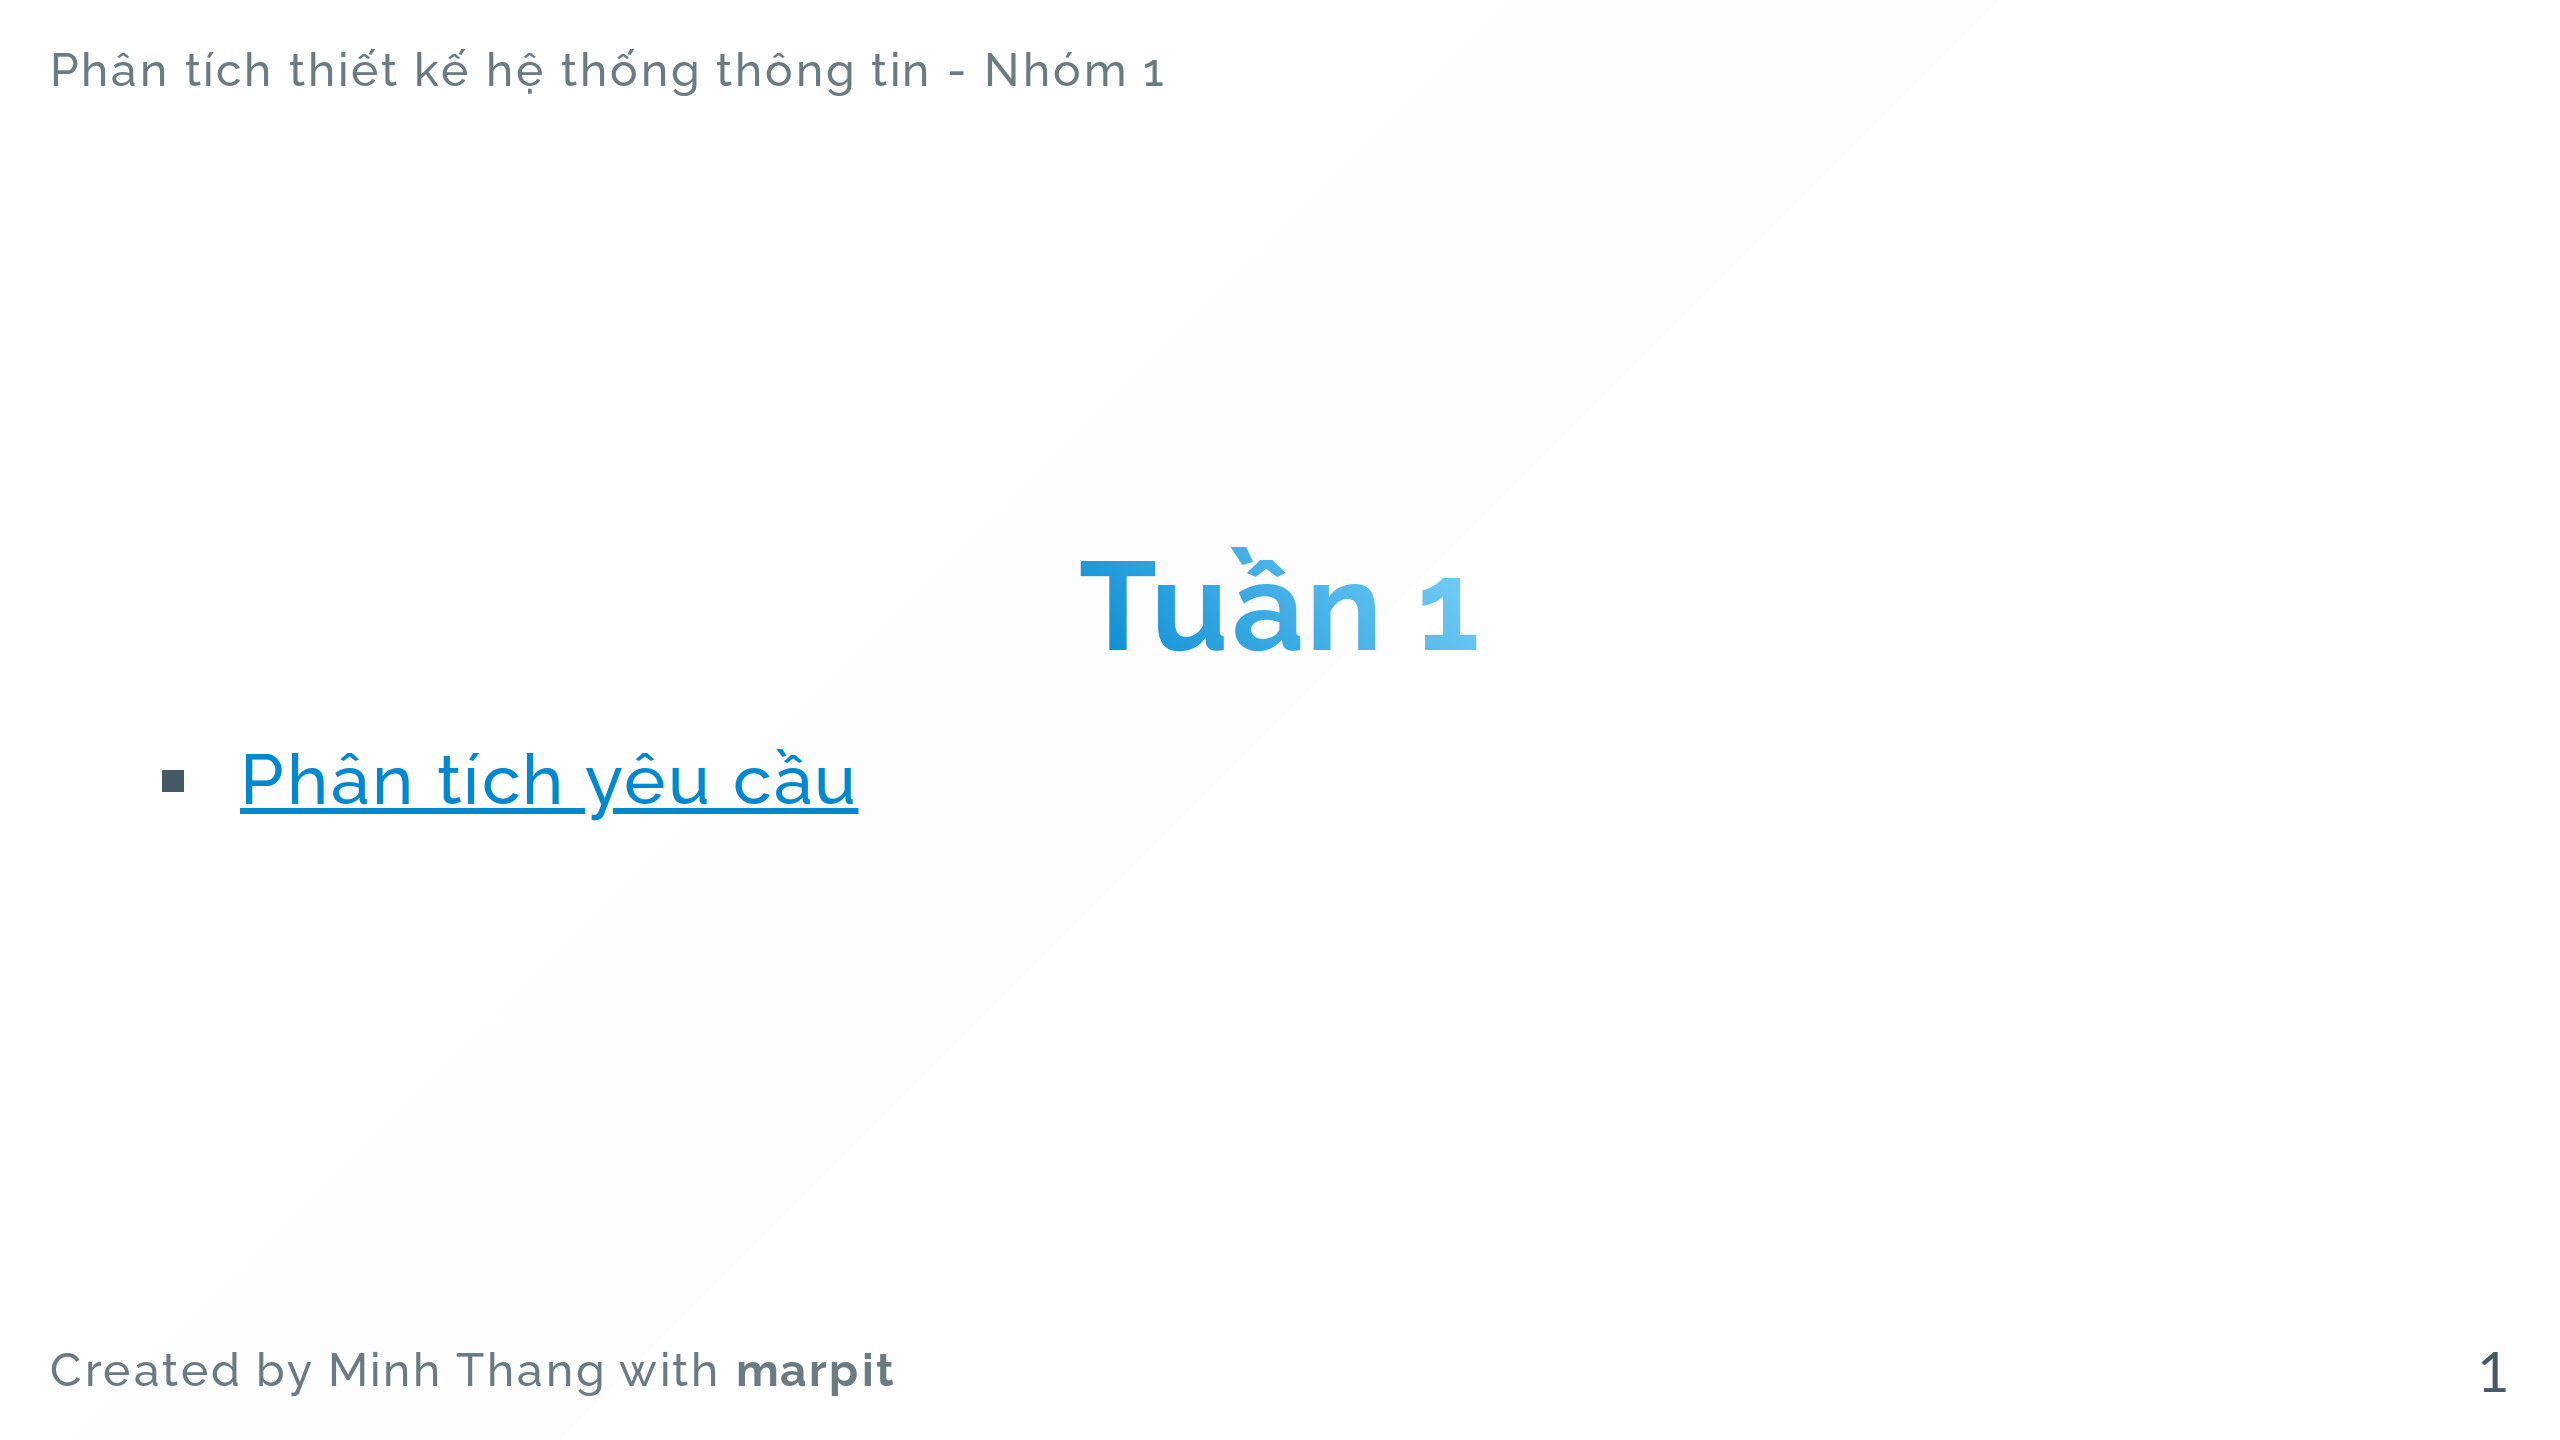 Phân tích thiết kế hệ thống thông tin - Nhóm 1
Tuần 1
Phân tích yêu cầu
Created by Minh Thang with marpit
1